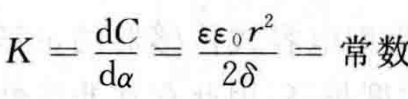 K = dC/dα = εε₀r²/2δ = 常数